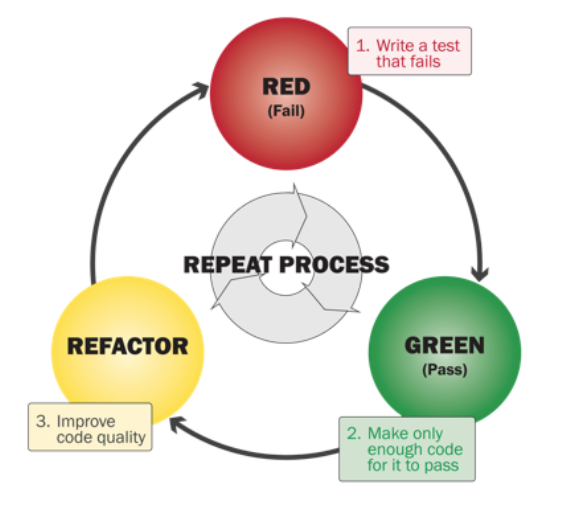 RED
(Fail)
1. Write a test
that fails
REPEAT PROCESS
REFACTOR
GREEN
(Pass)
3. Improve
code quality
2. Make only
enough code
for it to pass